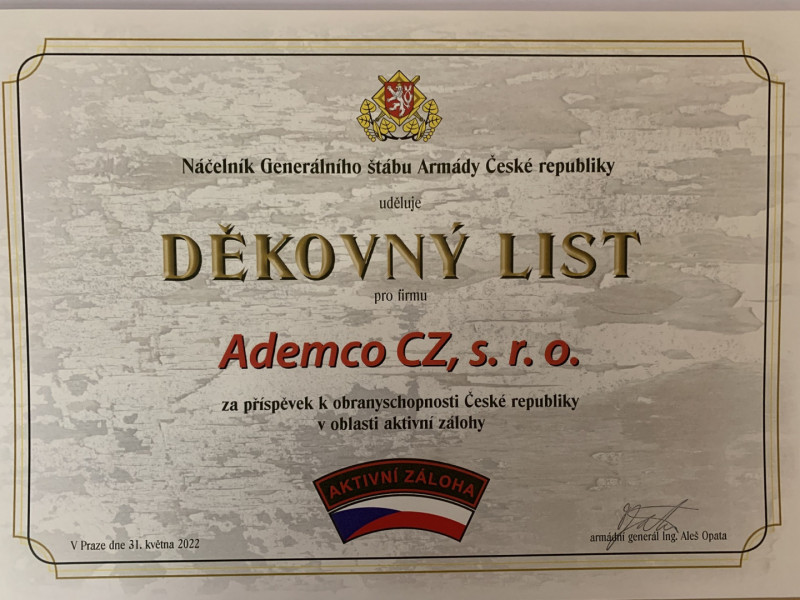 Náčelník Generálního štábu Armády České republiky
uděluje
DĚKOVNÝ LIST
pro firmu
Ademco CZ, s. r. o.
za příspěvek k obranyschopnosti České republiky
v oblasti aktivní zálohy
AKTIVNÍ ZÁLOHA
V Praze dne 31. května 2022
armádní generál Ing. Aleš Opata